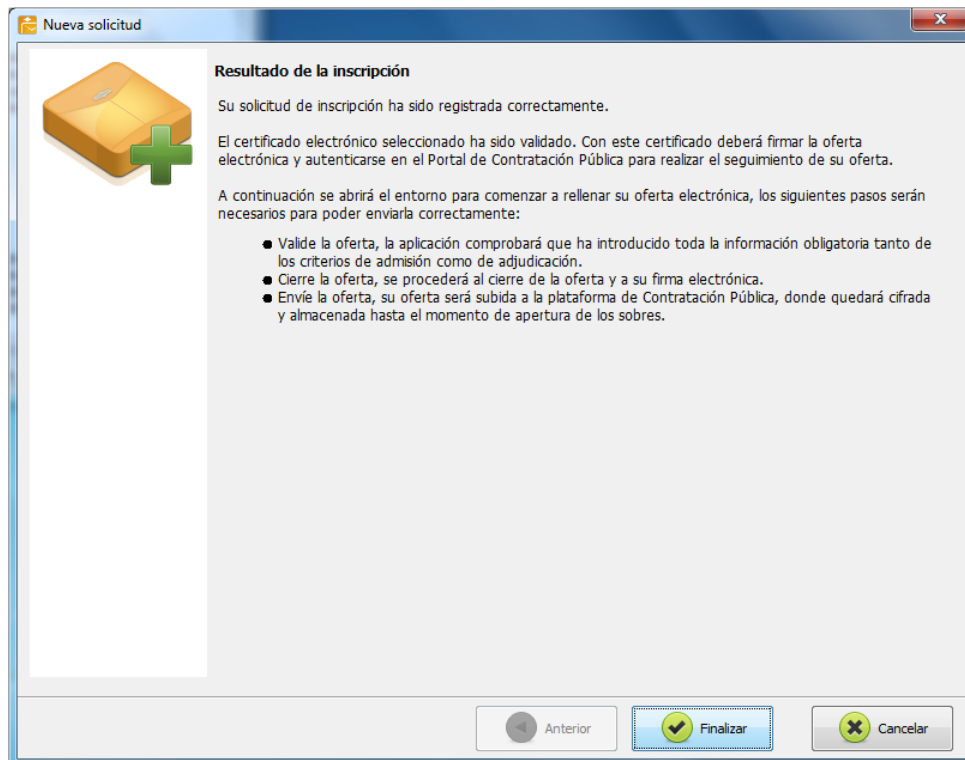 Nueva solicitud
Resultado de la inscripción
Su solicitud de inscripción ha sido registrada correctamente.
El certificado electrónico seleccionado ha sido validado. Con este certificado deberá firmar la oferta
electrónica y autenticarse en el Portal de Contratación Pública para realizar el seguimiento de su oferta.
A continuación se abrirá el entorno para comenzar a rellenar su oferta electrónica, los siguientes pasos serán
necesarios para poder enviarla correctamente:
● Valide la oferta, la aplicación comprobará que ha introducido toda la información obligatoria tanto de
los criterios de admisión como de adjudicación.
● Cierre la oferta, se procederá al cierre de la oferta y a su firma electrónica.
● Envíe la oferta, su oferta será subida a la plataforma de Contratación Pública, donde quedará cifrada
y almacenada hasta el momento de apertura de los sobres.
Anterior
Finalizar
Cancelar